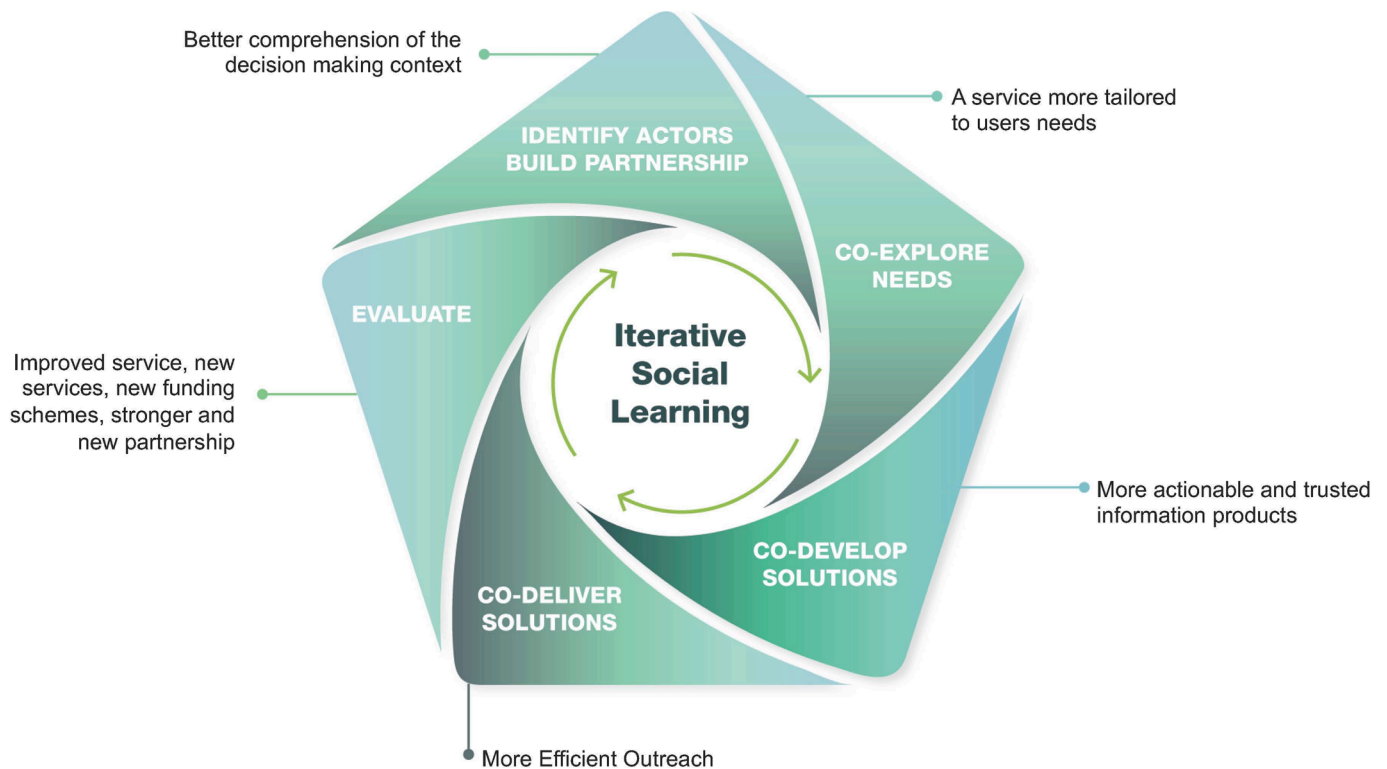 Better comprehension of the
decision making context
A service more tailored
to users needs
IDENTIFY ACTORS
BUILD PARTNERSHIP
CO-EXPLORE
NEEDS
EVALUATE
Iterative
Social
Learning
Improved service, new
services, new funding
schemes, stronger and
new partnership
More actionable and trusted
information products
CO-DEVELOP
SOLUTIONS
CO-DELIVER
SOLUTIONS
More Efficient Outreach